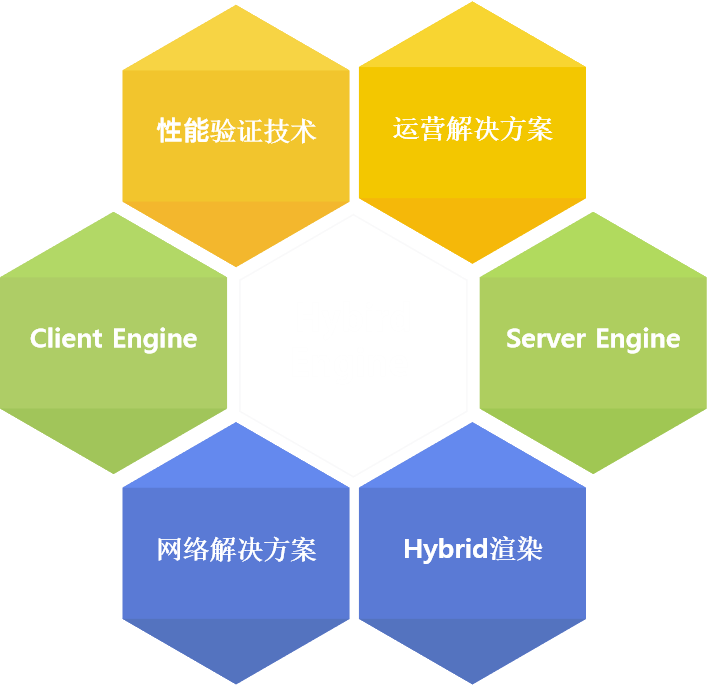 性能验证技术
运营解决方案
Client Engine
Server Engine
网络解决方案
Hybrid渲染